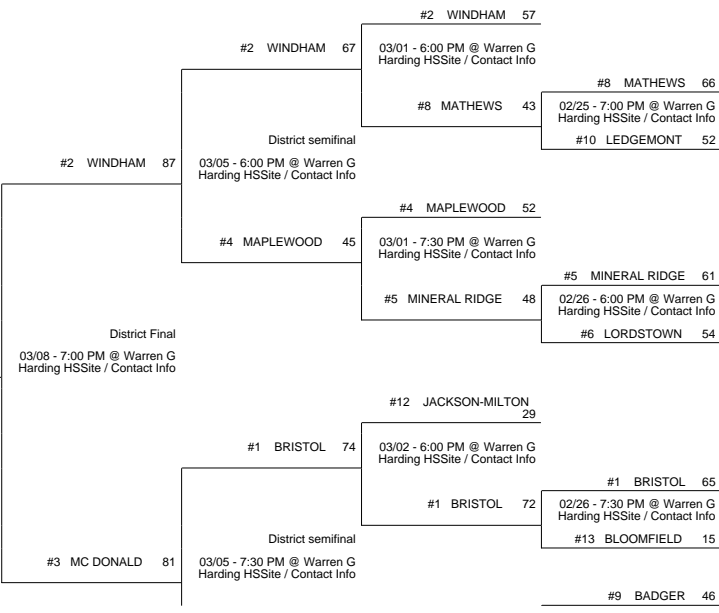 #2 WINDHAM 57
#2 WINDHAM 67
03/01 - 6:00 PM @ Warren G
Harding HSSite / Contact Info
#8 MATHEWS 66
#8 MATHEWS 43
02/25 - 7:00 PM @ Warren G
Harding HSSite / Contact Info
#10 LEDGEMONT 52
District semifinal
#2 WINDHAM 87
03/05 - 6:00 PM @ Warren G
Harding HSSite / Contact Info
#4 MAPLEWOOD 52
#4 MAPLEWOOD 45
03/01 - 7:30 PM @ Warren G
Harding HSSite / Contact Info
#5 MINERAL RIDGE 61
#5 MINERAL RIDGE 48
02/26 - 6:00 PM @ Warren G
Harding HSSite / Contact Info
#6 LORDSTOWN 54
District Final
03/08 - 7:00 PM @ Warren G
Harding HSSite / Contact Info
#12 JACKSON-MILTON
29
#1 BRISTOL 74
03/02 - 6:00 PM @ Warren G
Harding HSSite / Contact Info
#1 BRISTOL 65
#1 BRISTOL 72
02/26 - 7:30 PM @ Warren G
Harding HSSite / Contact Info
#13 BLOOMFIELD 15
District semifinal
#3 MC DONALD 81
03/05 - 7:30 PM @ Warren G
Harding HSSite / Contact Info
#9 BADGER 46